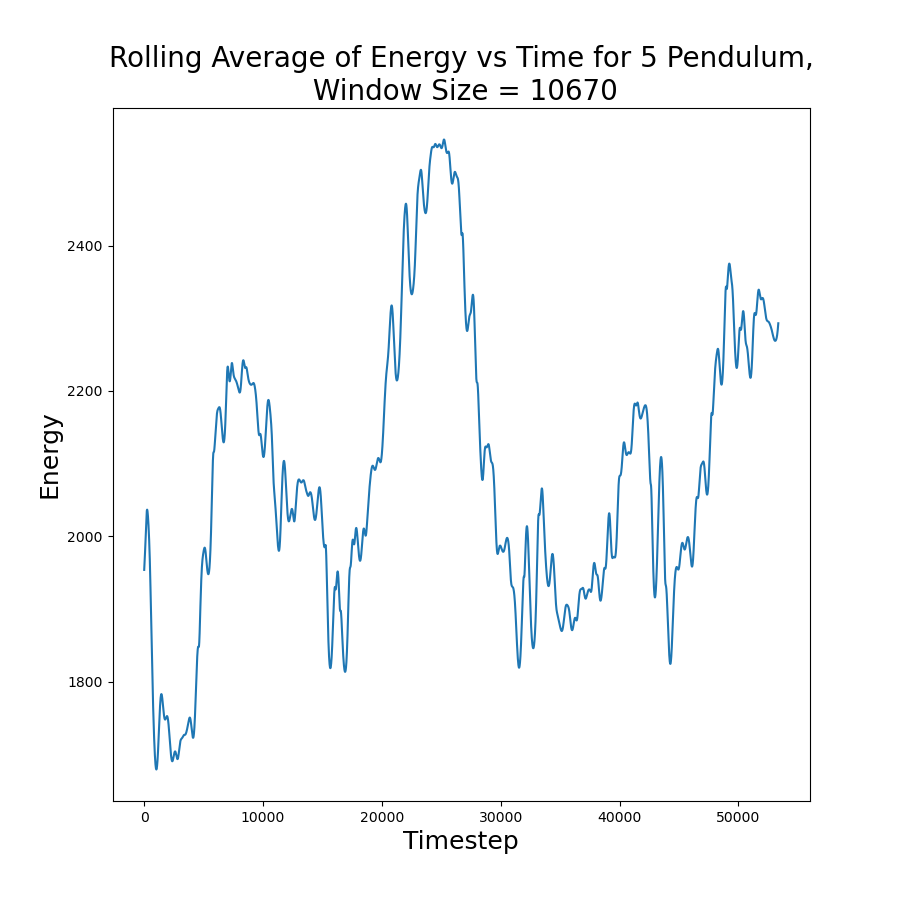 Rolling Average of Energy vs Time for 5 Pendulum,
Window Size = 10670
Energy
2400
2200
2000
1800
0 10000 20000 30000 40000 50000
Timestep